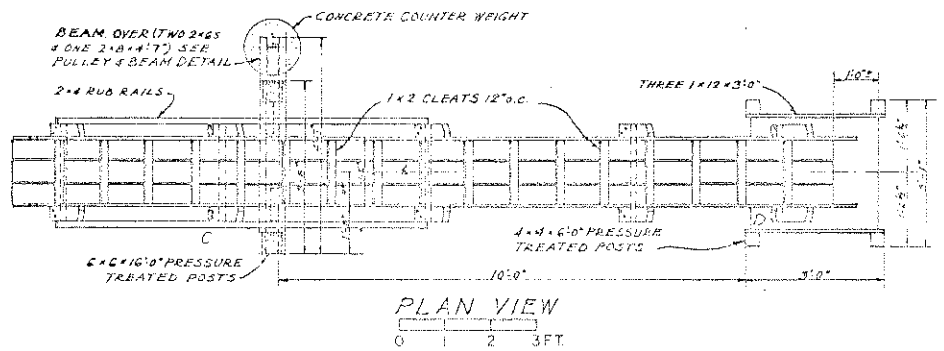 CONCRETE COUNTER WEIGHT
BEAM OVER (TWO 2×6S
& ONE 2×8×4'-7") SEE
PULLEY & BEAM DETAIL
2×4 RUB RAILS
1×2 CLEATS 12" o.c.
THREE 1×12×3'-0"
1'-0"±
C
D
6×6×16'-0" PRESSURE
TREATED POSTS
4×4×6'-0" PRESSURE
TREATED POSTS
10'-0"
3'-0"
PLAN VIEW
0 1 2 3 FT.